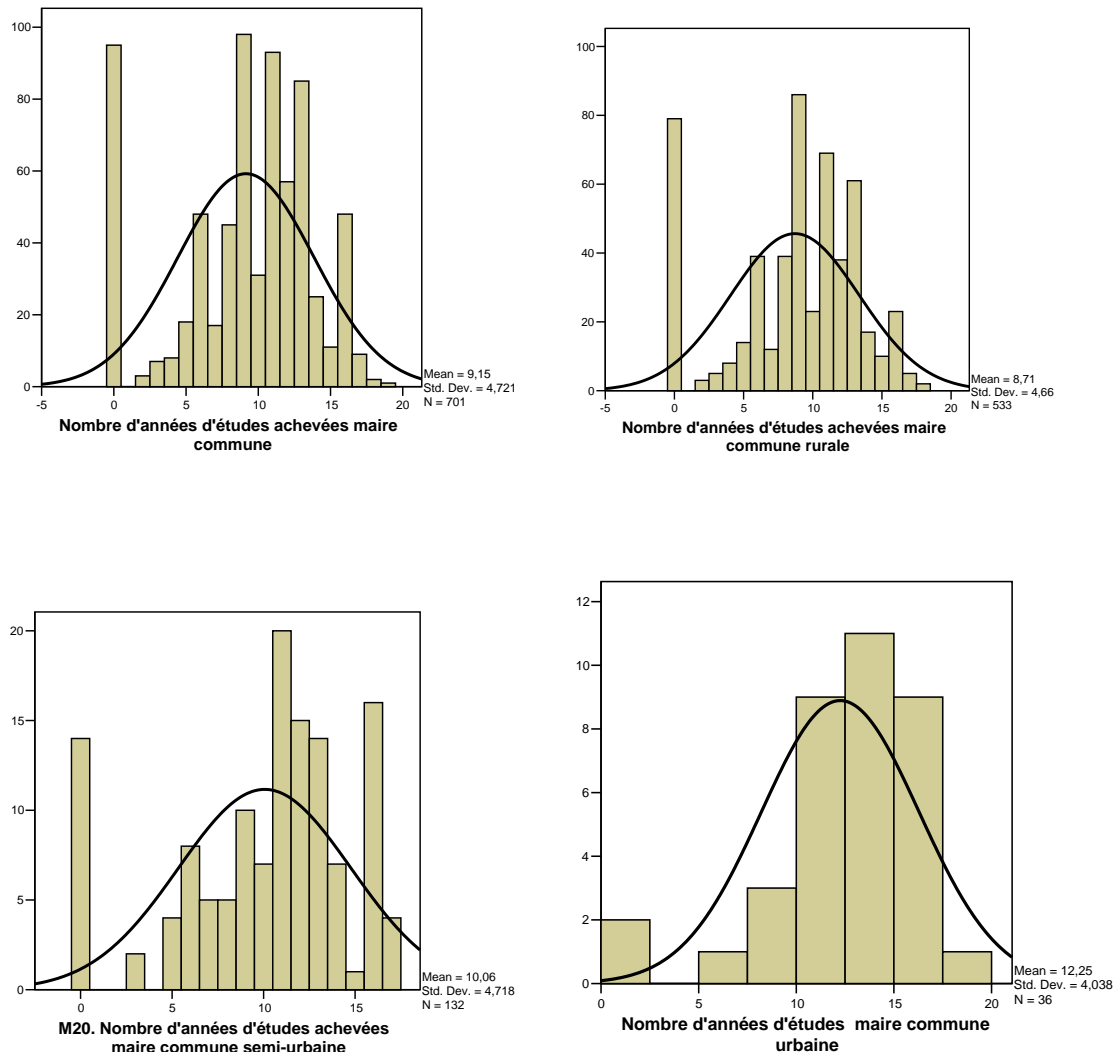 100
80
60
40
20
0
-5 0 5 10 15 20
Mean = 9,15
Std. Dev. = 4,721
N = 701
Nombre d'années d'études achevées maire
commune
100
80
60
40
20
0
-5 0 5 10 15 20
Mean = 8,71
Std. Dev. = 4,66
N = 533
Nombre d'années d'études achevées maire
commune rurale
20
15
10
5
0
0 5 10 15
Mean = 10,06
Std. Dev. = 4,718
N = 132
M20. Nombre d'années d'études achevées
maire commune semi-urbaine
12
10
8
6
4
2
0
0 5 10 15 20
Mean = 12,25
Std. Dev. = 4,038
N = 36
Nombre d'années d'études maire commune
urbaine